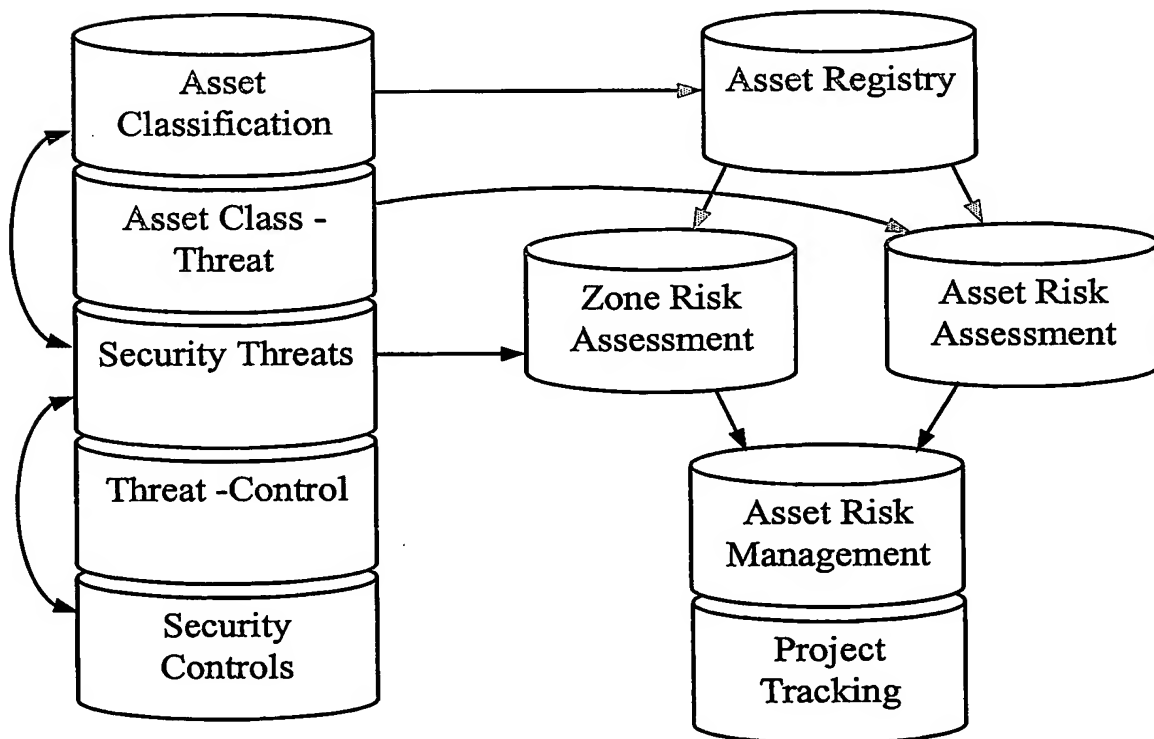 Asset
Classification
Asset Class -
Threat
Security Threats
Threat -Control
Security
Controls
Asset Registry
Zone Risk
Assessment
Asset Risk
Assessment
Asset Risk
Management
Project
Tracking